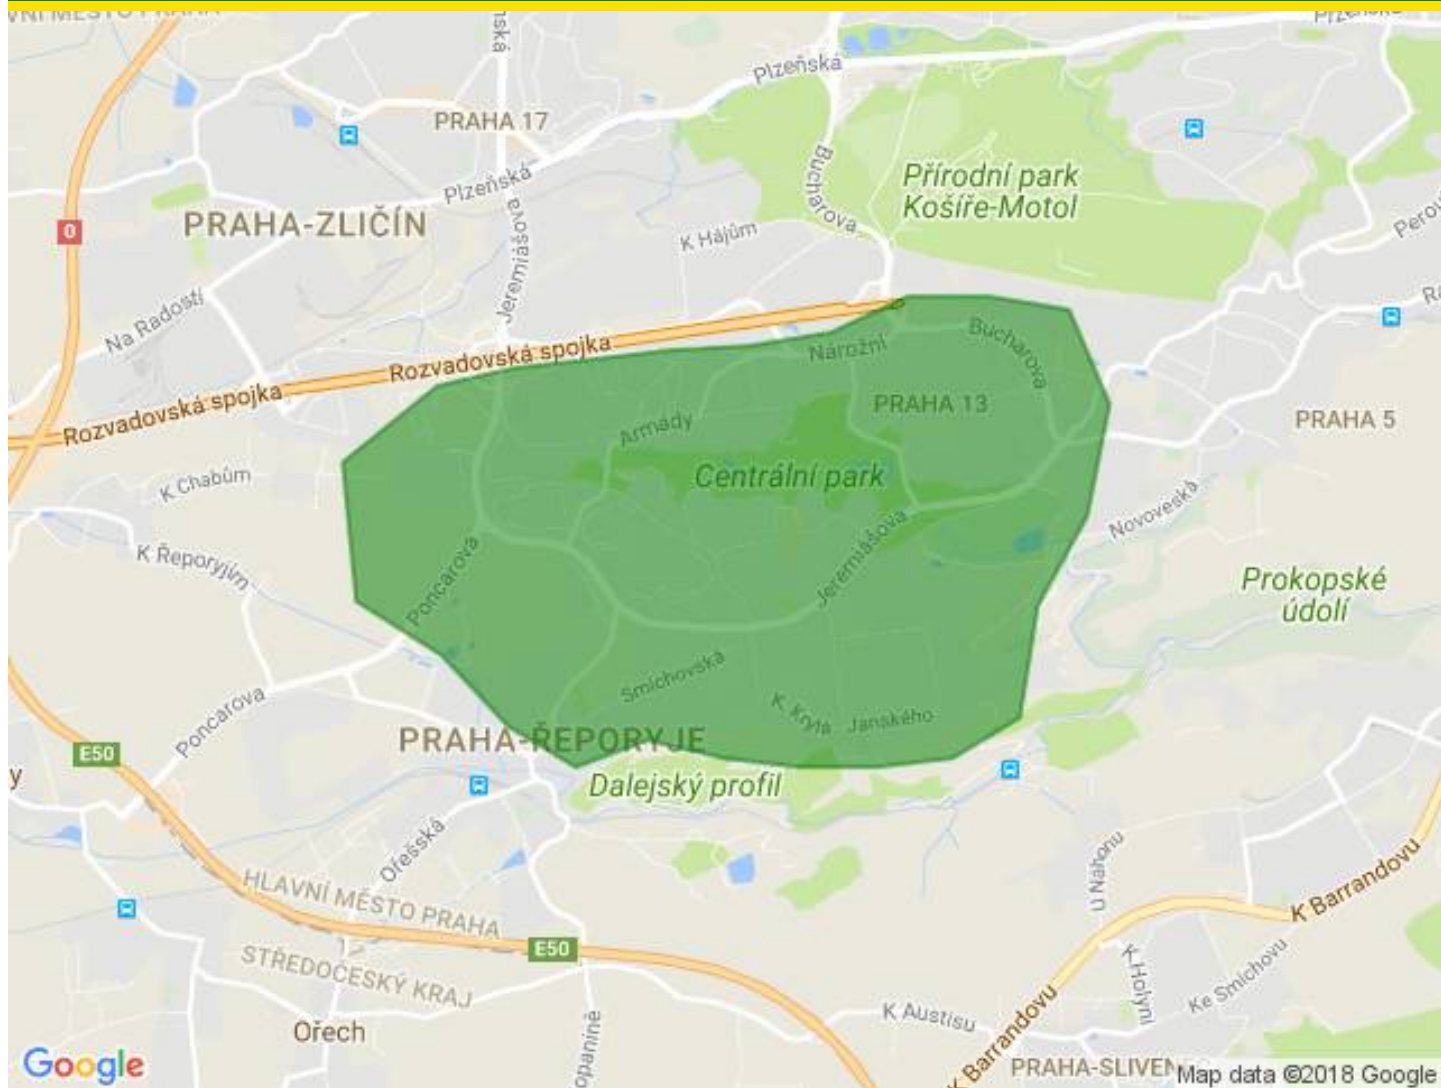 Plzeňská
PRAHA 17
Plzeňská
Bucharova
Přírodní park
Košíře-Motol
PRAHA-ZLIČÍN
Jeremiášova
K Hájům
Na Radosti
Rozvadovská spojka
Nárožní
Bucharova
Rozvadovská spojka
Armády
PRAHA 13
PRAHA 5
Centrální park
K Chabům
Novoveská
K Řeporyjím
Poncarová
Jeremiášova
Prokopské
údolí
Smíchovská
K. Kryla
Janského
Poncarova
PRAHA-ŘEPORYJE
E50
Dalejský profil
Ořešská
U Náhonu
HLAVNÍ MĚSTO PRAHA
K Barrandovu
E50
STŘEDOČESKÝ KRAJ
K Holyni
Ke Smíchovu
Ořech
K Austisu
K Barrandovu
Google
PRAHA-SLIVEN
Map data ©2018 Google